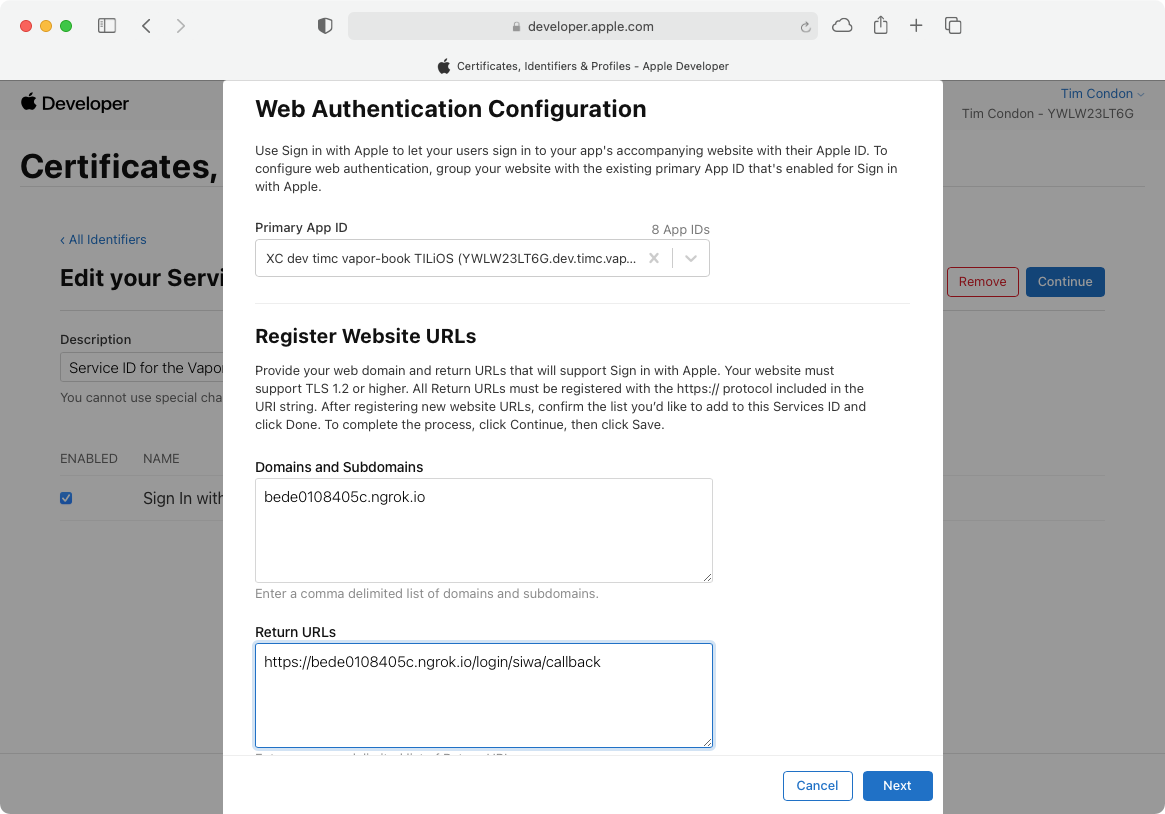 developer.apple.com
Certificates, Identifiers & Profiles - Apple Developer
Developer
Tim Condon
Tim Condon - YWLW23LT6G
Certificates,
‹ All Identifiers
Edit your Servi
Remove
Continue
Description
Service ID for the Vapor
You cannot use special cha
ENABLED NAME
Sign In with
Web Authentication Configuration
Use Sign in with Apple to let your users sign in to your app's accompanying website with their Apple ID. To
configure web authentication, group your website with the existing primary App ID that's enabled for Sign in
with Apple.
Primary App ID
8 App IDs
XC dev timc vapor-book TILiOS (YWLW23LT6G.dev.timc.vap...
Register Website URLs
Provide your web domain and return URLs that will support Sign in with Apple. Your website must
support TLS 1.2 or higher. All Return URLs must be registered with the https:// protocol included in the
URI string. After registering new website URLs, confirm the list you’d like to add to this Services ID and
click Done. To complete the process, click Continue, then click Save.
Domains and Subdomains
bede0108405c.ngrok.io
Enter a comma delimited list of domains and subdomains.
Return URLs
https://bede0108405c.ngrok.io/login/siwa/callback
Cancel
Next